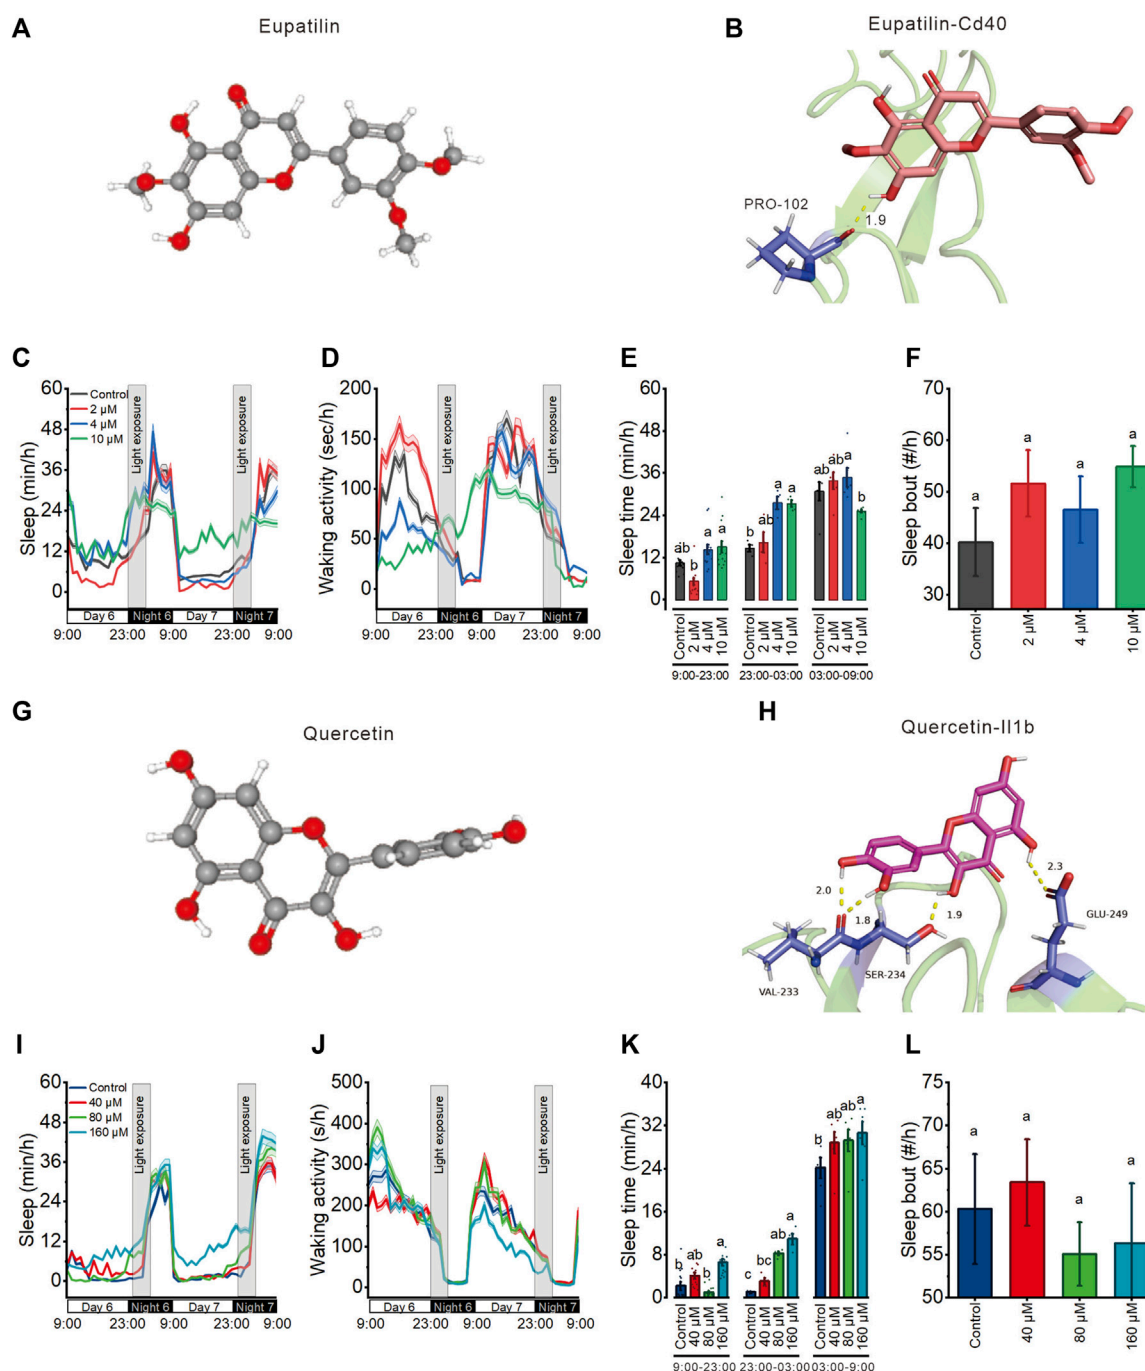 A
Eupatilin
B
Eupatilin-Cd40
PRO-102
1.9
C
D
E
F
60
48
36
24
12
0
Sleep (min/h)
Control
2 µM
4 µM
10 µM
Light exposure
Light exposure
Day 6
Night 6
Day 7
Night 7
9:00
23:00
9:00
23:00
9:00
200
150
100
50
0
Waking activity (sec/h)
Light exposure
Light exposure
Day 6
Night 6
Day 7
Night 7
9:00
23:00
9:00
23:00
9:00
60
48
36
24
12
0
Sleep time (min/h)
ab
b
a
a
b
ab
a
a
ab
ab
a
b
Control
2 µM
4 µM
10 µM
Control
2 µM
4 µM
10 µM
Control
2 µM
4 µM
10 µM
9:00-23:00
23:00-03:00
03:00-09:00
70
60
50
40
30
Sleep bout (#/h)
a
a
a
a
Control
2 µM
4 µM
10 µM
G
Quercetin
H
Quercetin-Il1b
2.0
1.8
1.9
2.3
VAL-233
SER-234
GLU-249
I
J
K
L
60
48
36
24
12
0
Sleep (min/h)
Control
40 µM
80 µM
160 µM
Light exposure
Light exposure
Day 6
Night 6
Day 7
Night 7
9:00
23:00
9:00
23:00
9:00
500
400
300
200
100
0
Waking activity (s/h)
Light exposure
Light exposure
Day 6
Night 6
Day 7
Night 7
9:00
23:00
9:00
23:00
9:00
40
32
24
16
8
0
Sleep time (min/h)
b
ab
b
a
c
bc
ab
a
b
ab
ab
a
Control
40 µM
80 µM
160 µM
Control
40 µM
80 µM
160 µM
Control
40 µM
80 µM
160 µM
9:00-23:00
23:00-03:00
03:00-9:00
75
70
65
60
55
50
Sleep bout (#/h)
a
a
a
a
Control
40 µM
80 µM
160 µM